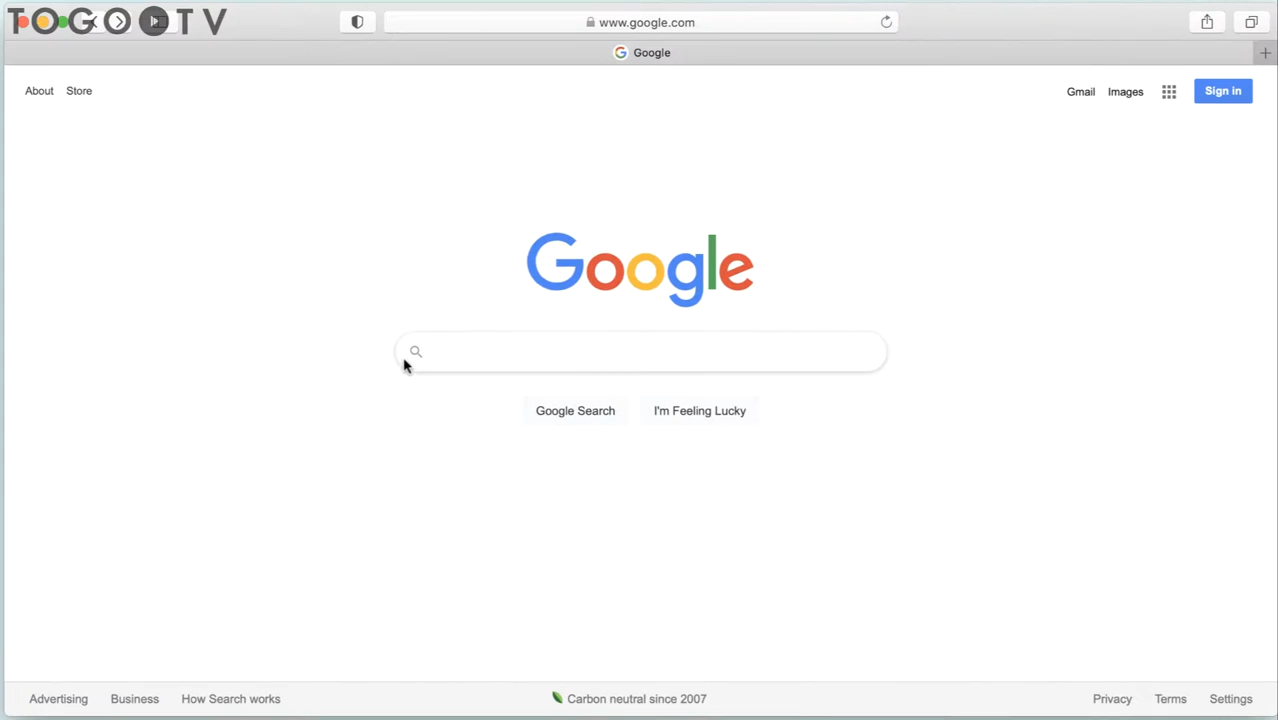 TOGO TV
www.google.com
Google
About Store
Gmail Images Sign in
Google
Google Search I'm Feeling Lucky
Advertising Business How Search works
Carbon neutral since 2007
Privacy Terms Settings